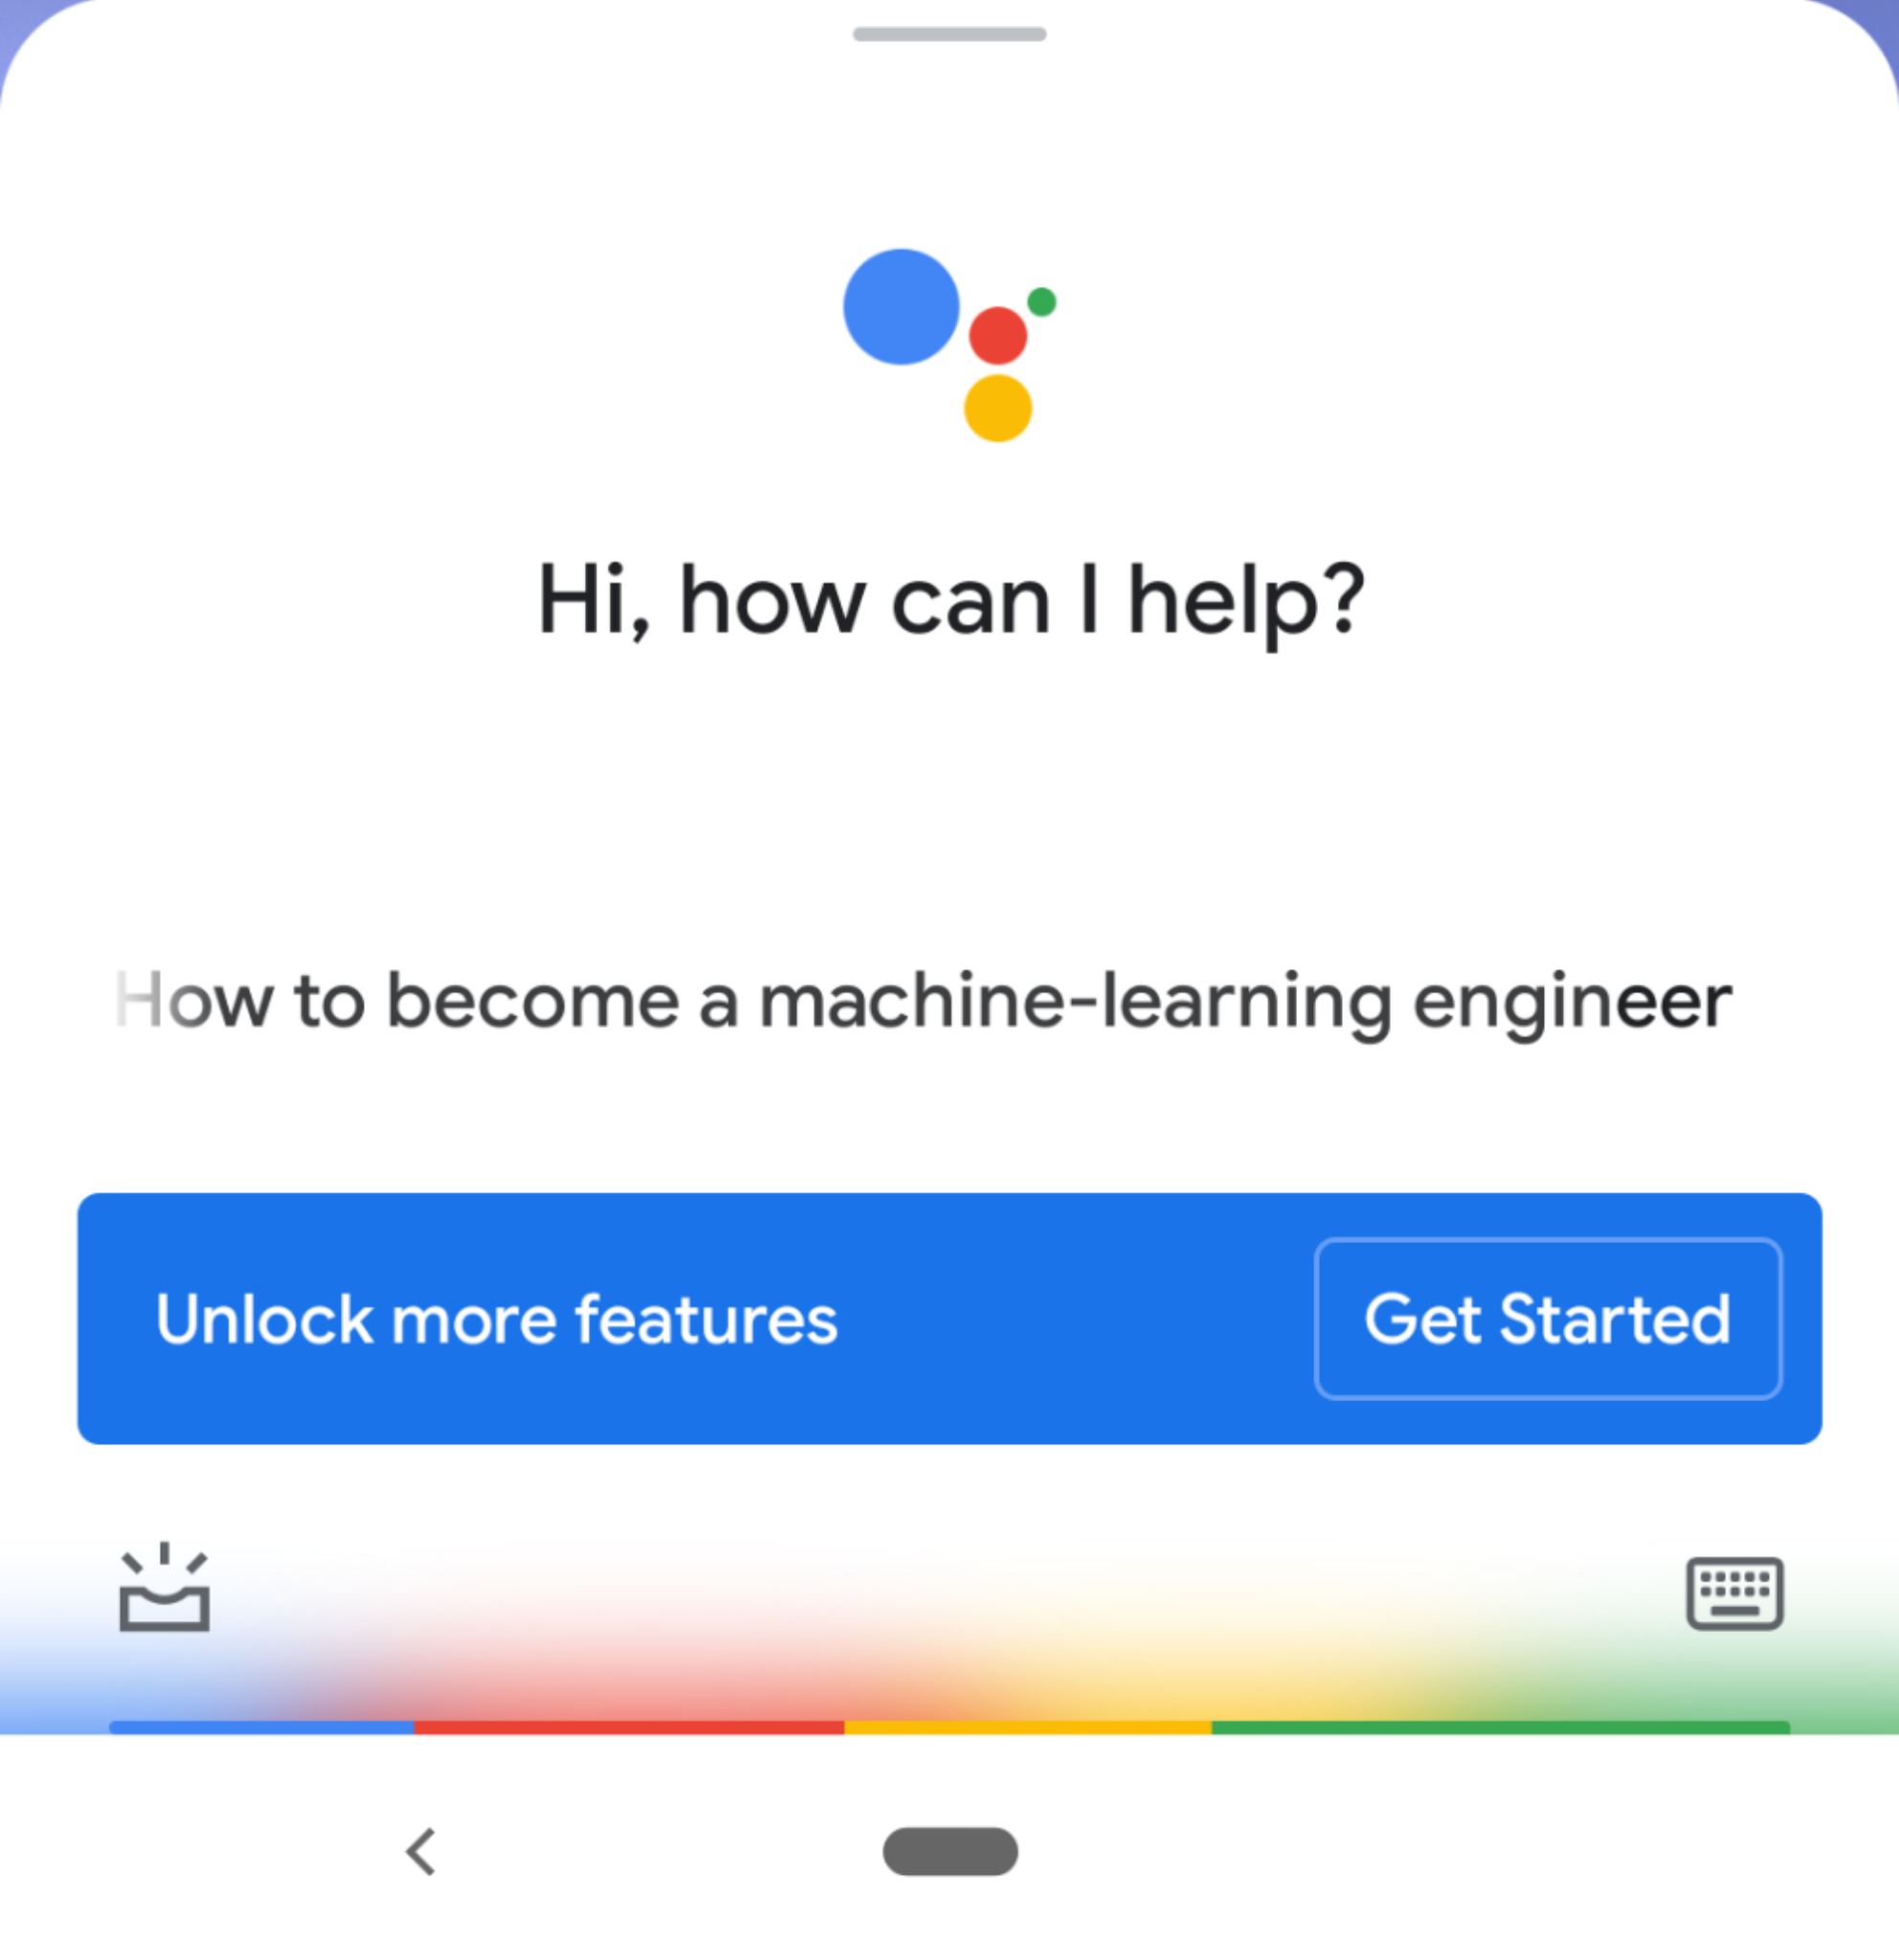 Hi, how can I help?
How to become a machine-learning engineer
Unlock more features
Get Started